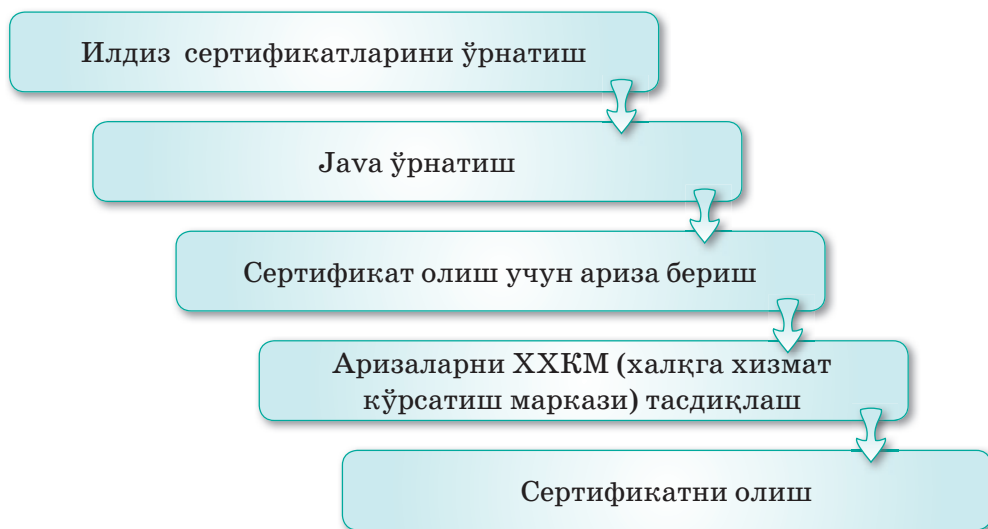 Илдиз сертификатларини ўрнатиш
Java ўрнатиш
Сертификат олиш учун ариза бериш
Аризаларни ХХКМ (халқга хизмат
кўрсатиш маркази) тасдиқлаш
Сертификатни олиш